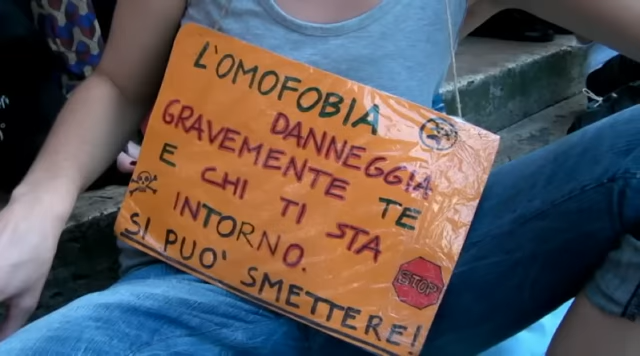 L'OMOFOBIA
DANNEGGIA
GRAVEMENTE TE
E CHI TI STA
INTORNO.
SI PUO' SMETTERE!
STOP